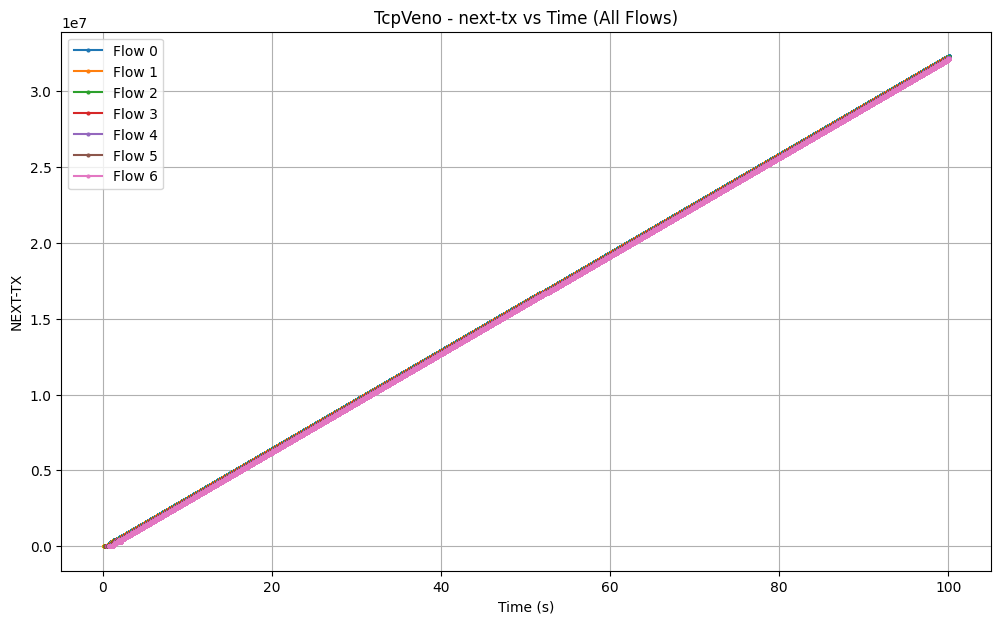 TcpVeno - next-tx vs Time (All Flows)
1e7
Flow 0
Flow 1
Flow 2
Flow 3
Flow 4
Flow 5
Flow 6
3.0
2.5
2.0
1.5
1.0
0.5
0.0
NEXT-TX
0 20 40 60 80 100
Time (s)